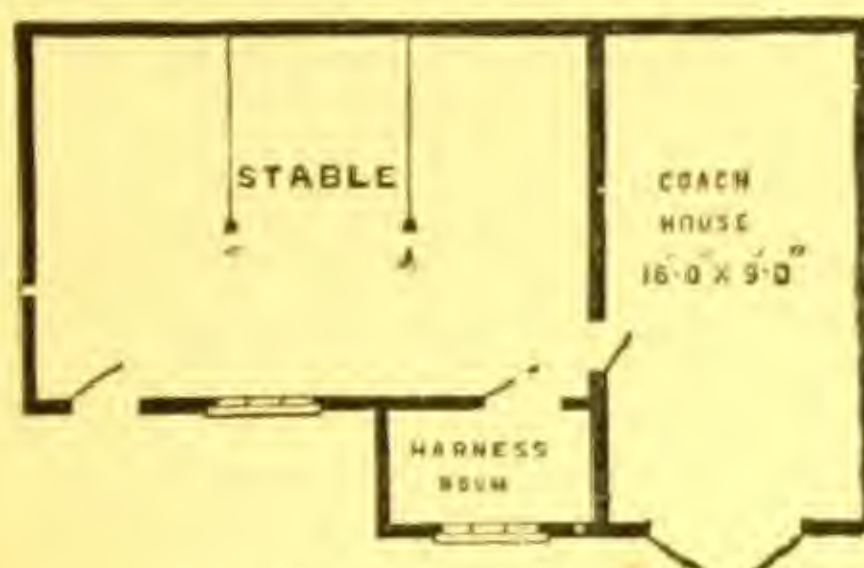 STABLE
COACH
HOUSE
16'·0 X 9'·0"
HARNESS
ROOM